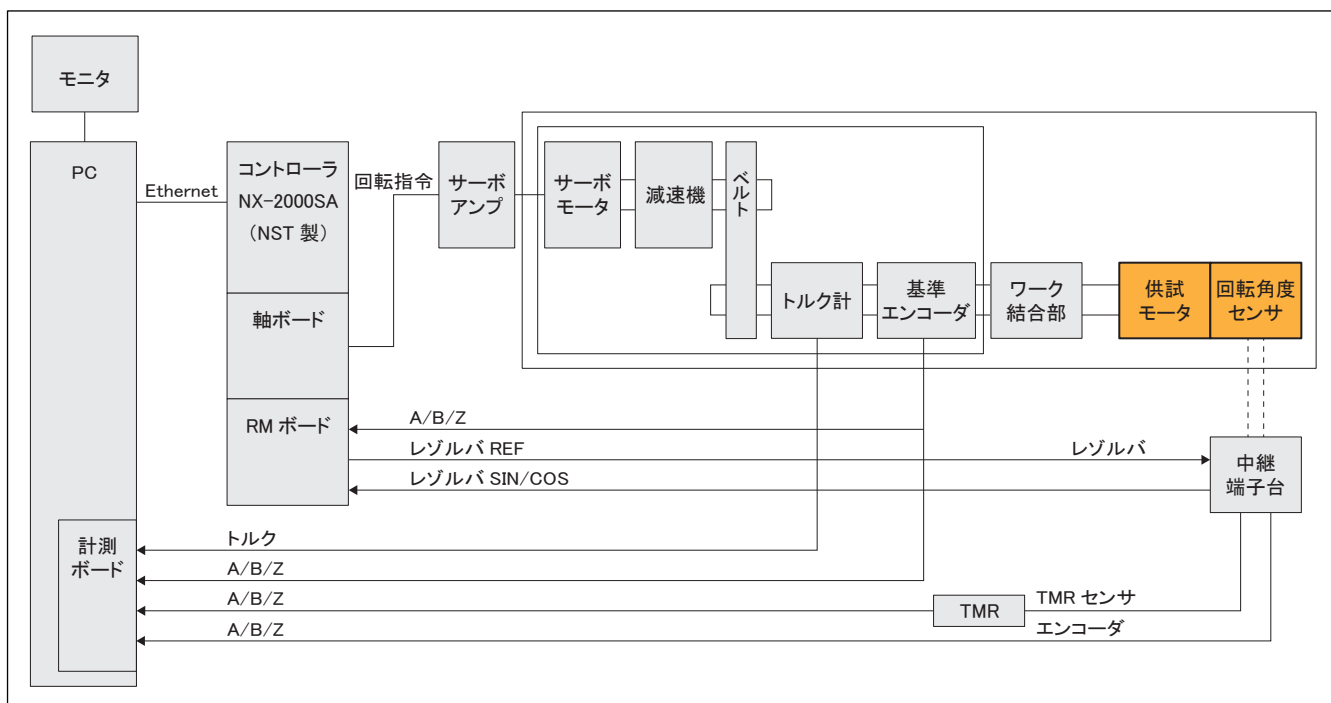 モニタ
PC
Ethernet
コントローラ
NX-2000SA
（NST 製）
軸ボード
RM ボード
回転指令
サーボ
アンプ
サーボ
モータ
減速機
ベルト
トルク計
基準
エンコーダ
ワーク
結合部
供試
モータ
回転角度
センサ
A/B/Z
レゾルバ REF
レゾルバ
レゾルバ SIN/COS
中継
端子台
計測
ボード
トルク
A/B/Z
A/B/Z
TMR
TMR センサ
A/B/Z
エンコーダ